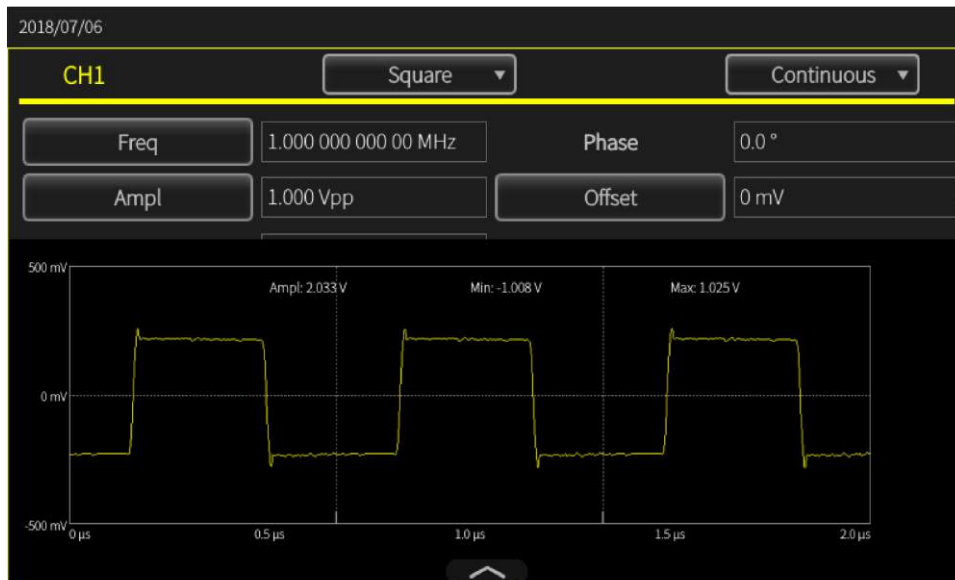 2018/07/06
CH1 Square Continuous
Freq 1.000 000 000 00 MHz Phase 0.0 °
Ampl 1.000 Vpp Offset 0 mV
500 mV
Ampl: 2.033 V Min: -1.008 V Max: 1.025 V
0 mV
-500 mV
0 µs 0.5 µs 1.0 µs 1.5 µs 2.0 µs